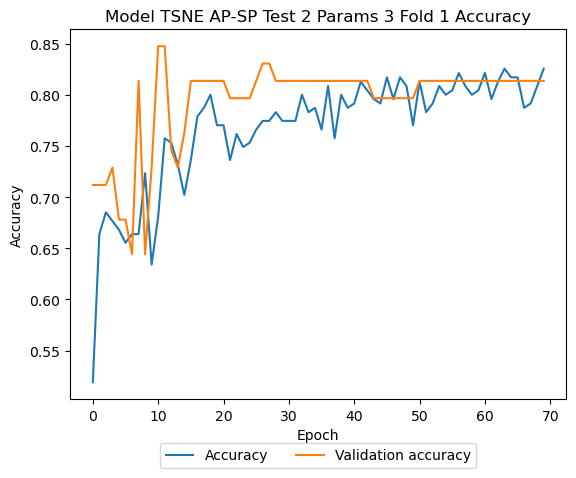 Model TSNE AP-SP Test 2 Params 3 Fold 1 Accuracy
0.85
0.80
0.75
0.70
0.65
0.60
0.55
Accuracy
0 10 20 30 40 50 60 70
Epoch
Accuracy Validation accuracy